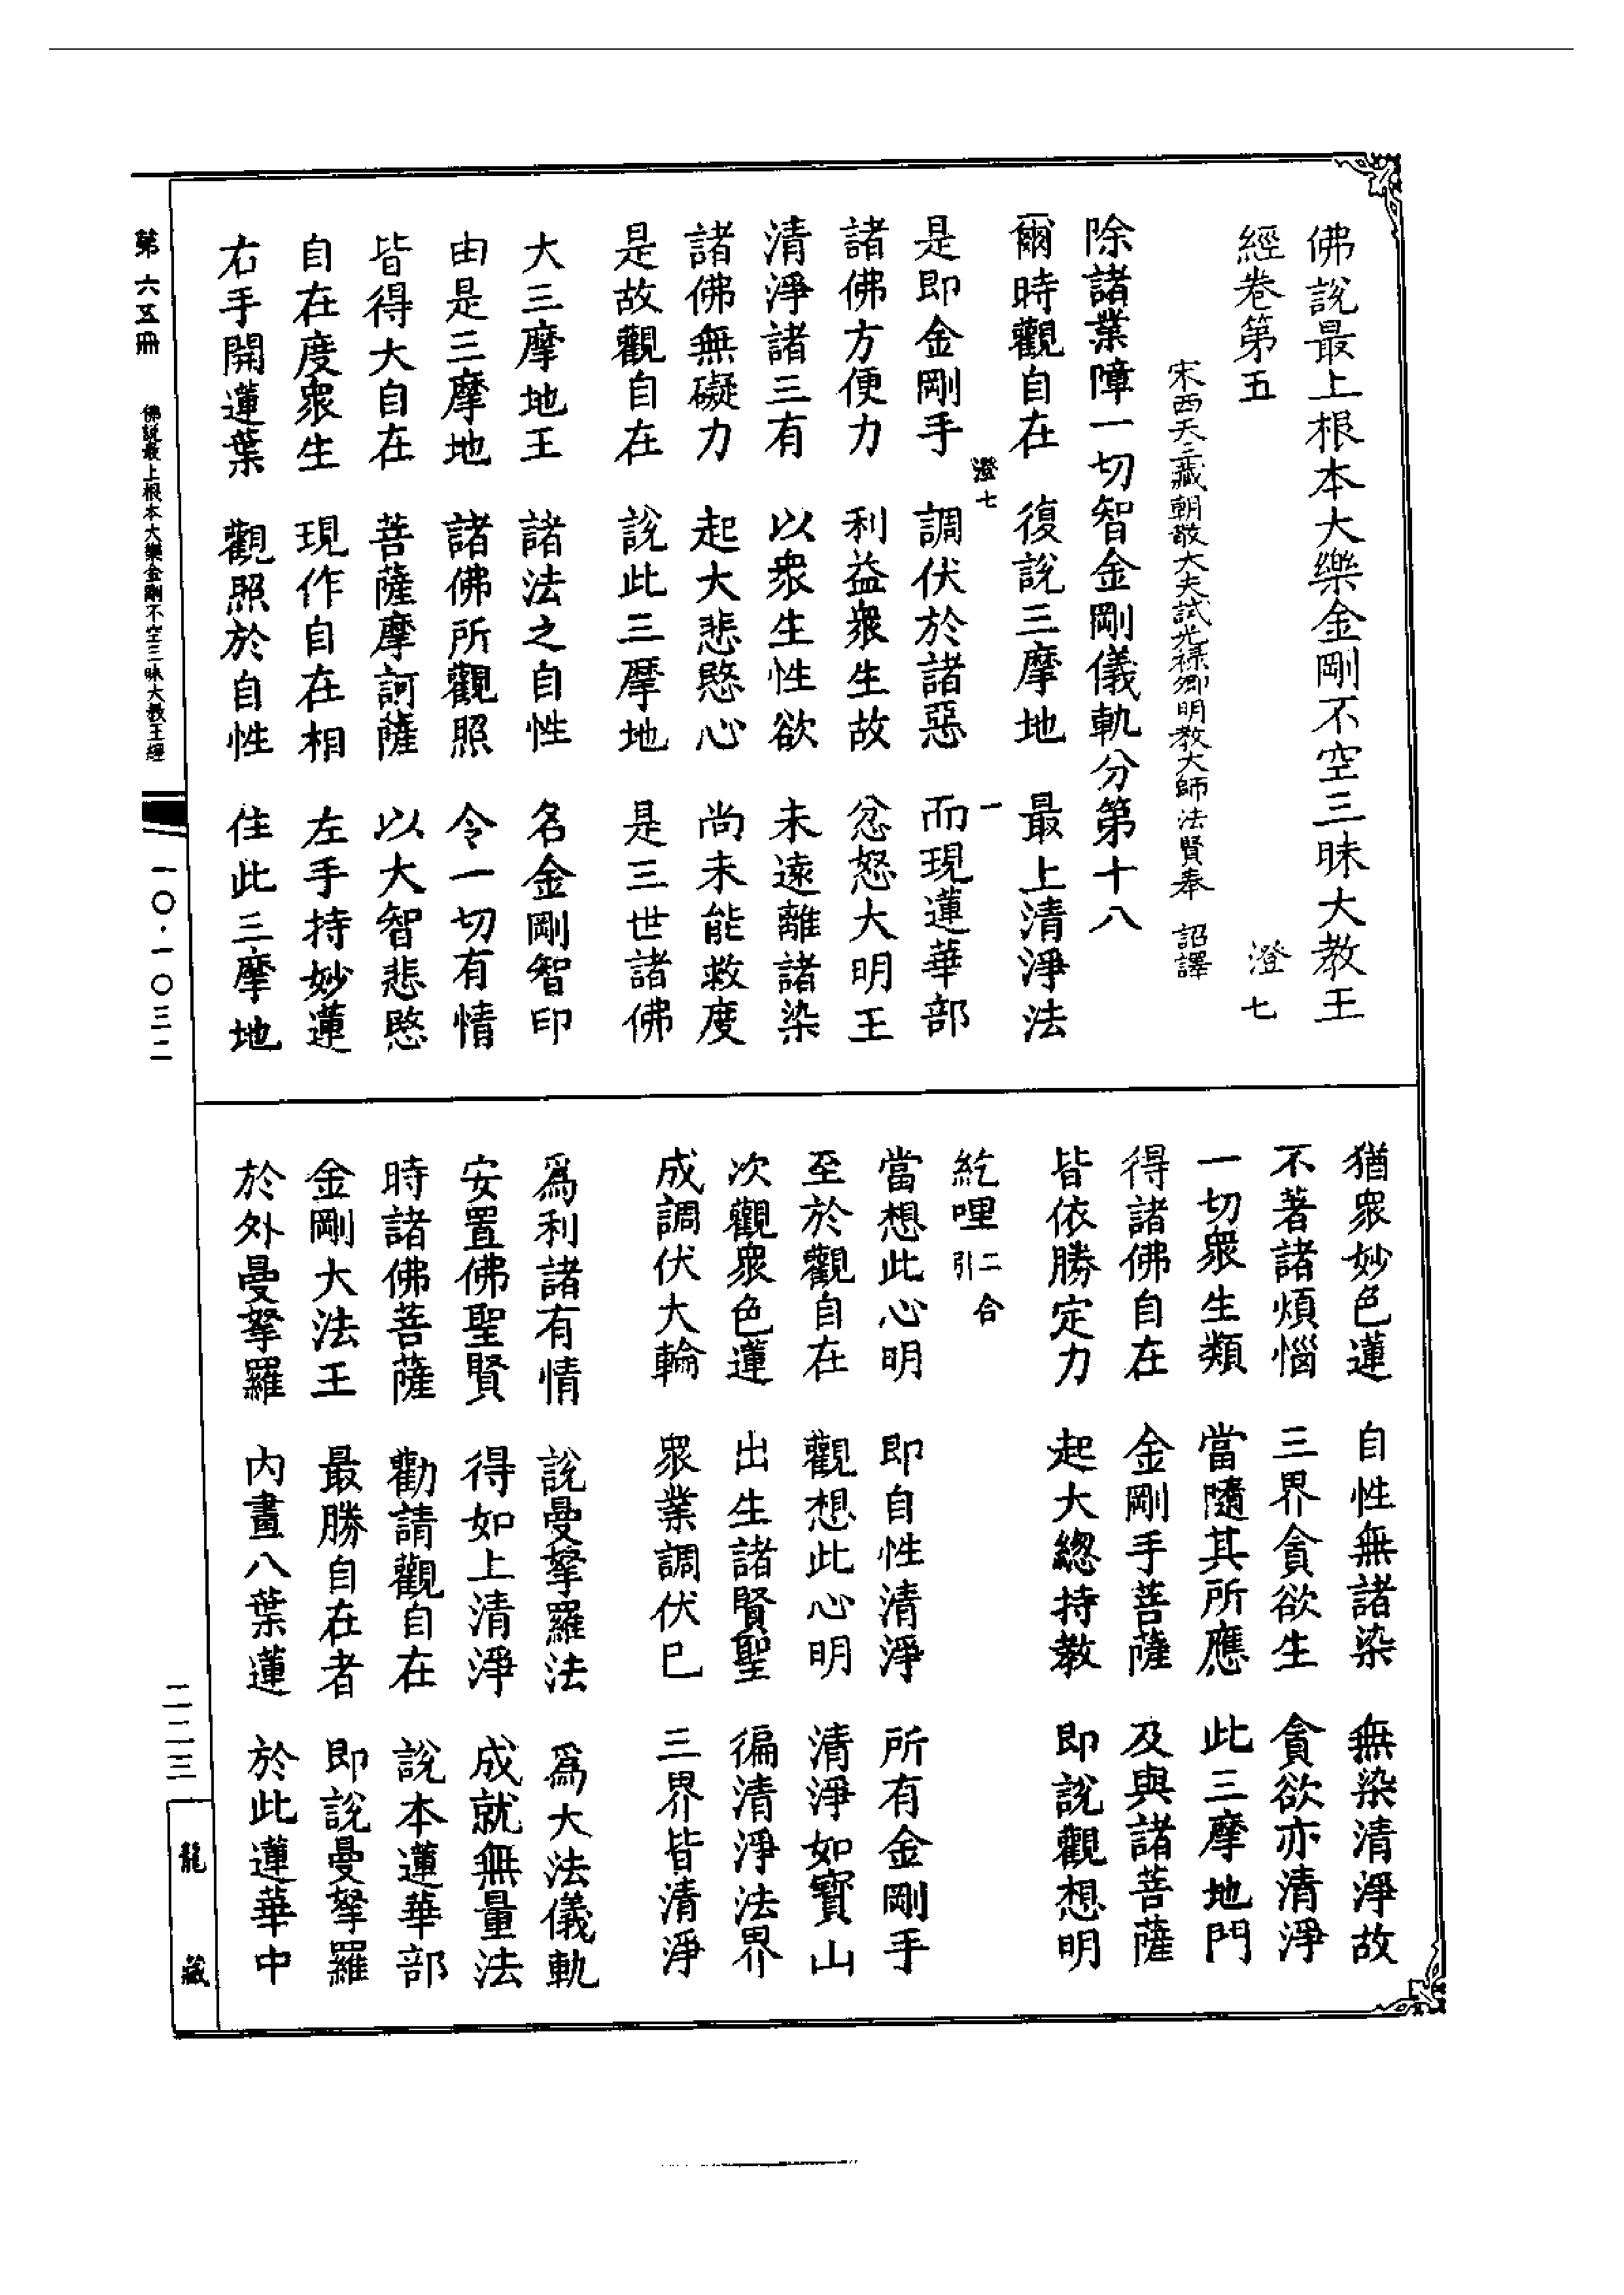 佛說最上根本大樂金剛不空三昧大教王
經卷第五 澄七
宋西天三藏朝散大夫試光祿卿明教大師法賢奉 詔譯
除諸業障一切智金剛儀軌分第十八
爾時觀自在 復說三摩地 最上清淨法
澄七 一
是即金剛手 調伏於諸惡 而現蓮華部
諸佛方便力 利益衆生故 忿怒大明王
清淨諸三有 以衆生性欲 未遠離諸染
諸佛無礙力 起大悲愍心 尚未能救度
是故觀自在 說此三摩地 是三世諸佛
大三摩地王 諸法之自性 名金剛智印
由是三摩地 諸佛所觀照 令一切有情
皆得大自在 菩薩摩訶薩 以大智悲愍
自在度衆生 現作自在相 左手持妙蓮
右手開蓮葉 觀照於自性 住此三摩地
猶衆妙色蓮 自性無諸染 無染清淨故
不著諸煩惱 三界貪欲生 貪欲亦清淨
一切衆生類 當隨其所應 此三摩地門
得諸佛自在 金剛手菩薩 及與諸菩薩
皆依勝定力 起大緫持教 即說觀想明
紇哩二合引
當想此心明 即自性清淨 所有金剛手
至於觀自在 觀想此心明 清淨如寶山
次觀衆色蓮 出生諸賢聖 徧清淨法界
成調伏大輪 衆業調伏已 三界皆清淨
爲利諸有情 說曼拏羅法 爲大法儀軌
安置佛聖賢 得如上清淨 成就無量法
時諸佛菩薩 勸請觀自在 說本蓮華部
金剛大法王 最勝自在者 即說曼拏羅
於外曼拏羅 內畫八葉蓮 於此蓮華中
第六五冊 佛說最上根本大樂金剛不空三昧大教王經 一〇·一〇三二
二二三 龍藏